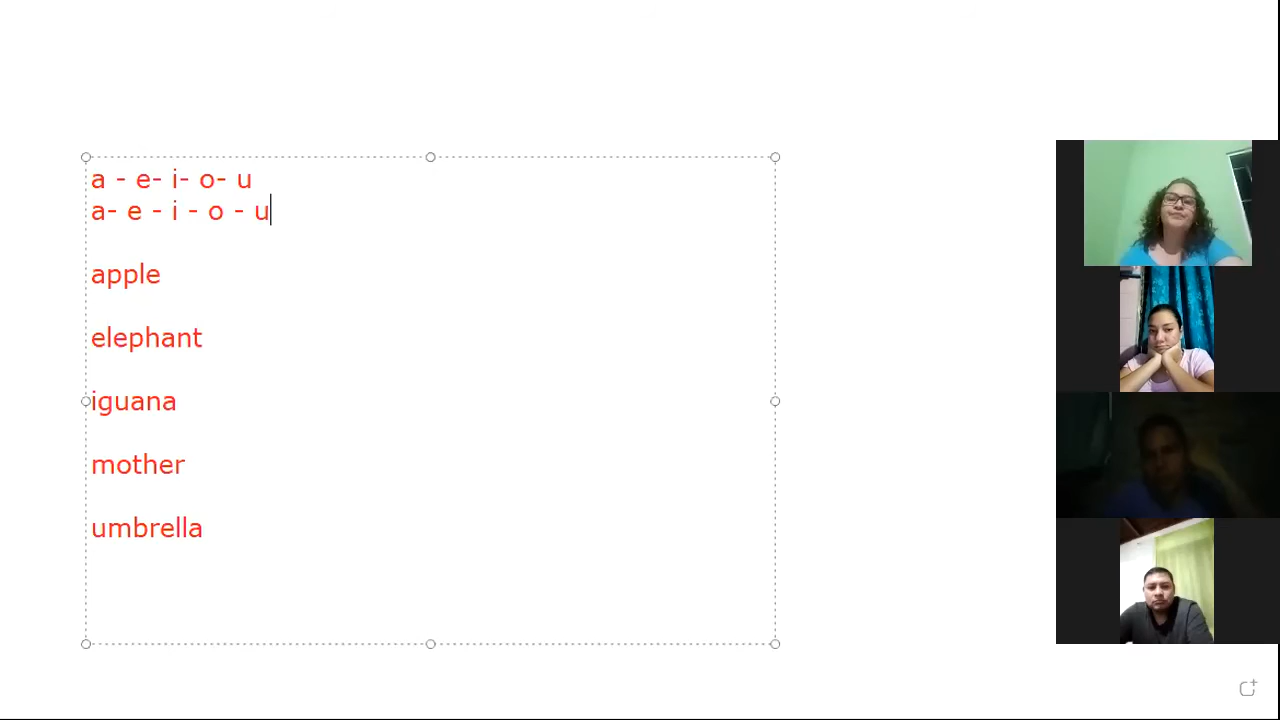 a - e- i- o- u
a- e - i - o - u
apple
elephant
iguana
mother
umbrella